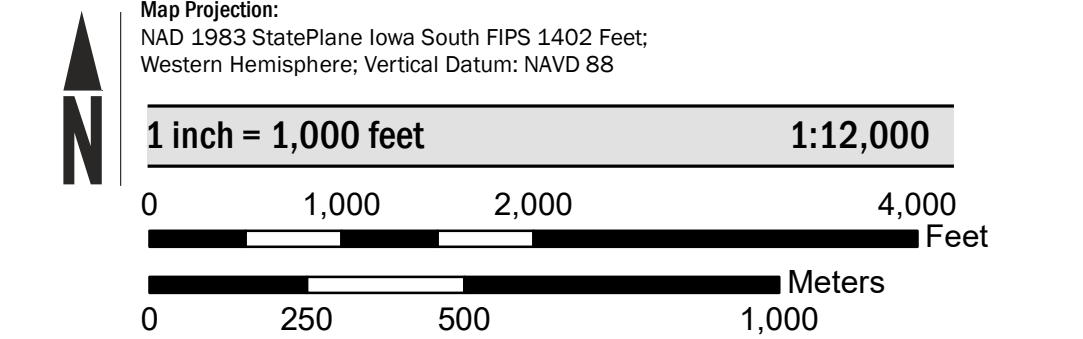 Map Projection:
NAD 1983 StatePlane Iowa South FIPS 1402 Feet;
Western Hemisphere; Vertical Datum: NAVD 88
N
1 inch = 1,000 feet 1:12,000
0 1,000 2,000 4,000
Feet
Meters
0 250 500 1,000